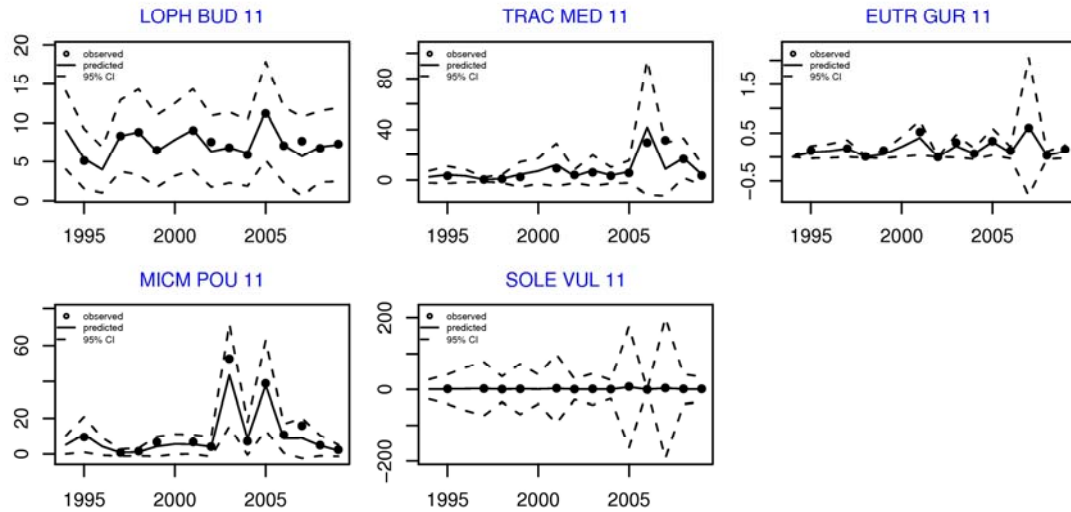 LOPH BUD 11
TRAC MED 11
EUTR GUR 11
observed
predicted
95% CI
20
15
10
5
0
1995 2000 2005
observed
predicted
95% CI
80
40
0
1995 2000 2005
observed
predicted
95% CI
1.5
0.5
−0.5
1995 2000 2005
MICM POU 11
SOLE VUL 11
observed
predicted
95% CI
60
20
0
1995 2000 2005
observed
predicted
95% CI
200
0
−200
1995 2000 2005